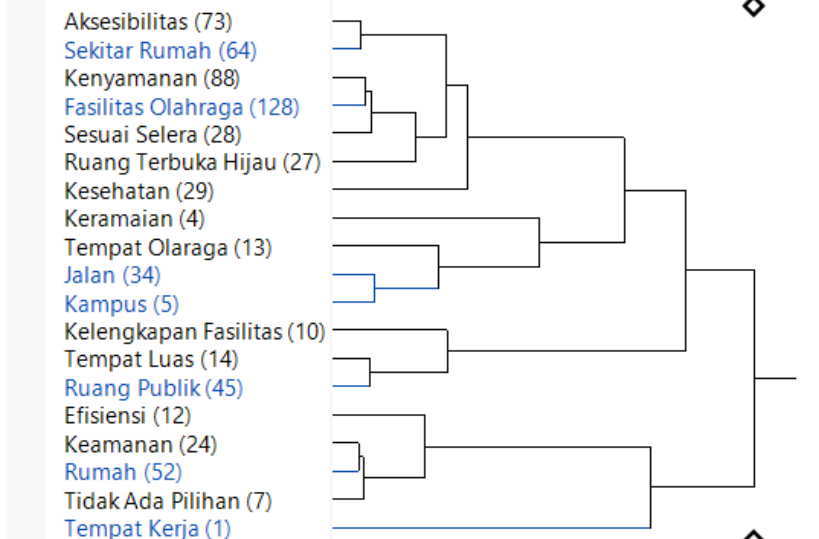 Aksesibilitas (73)
Sekitar Rumah (64)
Kenyamanan (88)
Fasilitas Olahraga (128)
Sesuai Selera (28)
Ruang Terbuka Hijau (27)
Kesehatan (29)
Keramaian (4)
Tempat Olaraga (13)
Jalan (34)
Kampus (5)
Kelengkapan Fasilitas (10)
Tempat Luas (14)
Ruang Publik (45)
Efisiensi (12)
Keamanan (24)
Rumah (52)
Tidak Ada Pilihan (7)
Tempat Kerja (1)